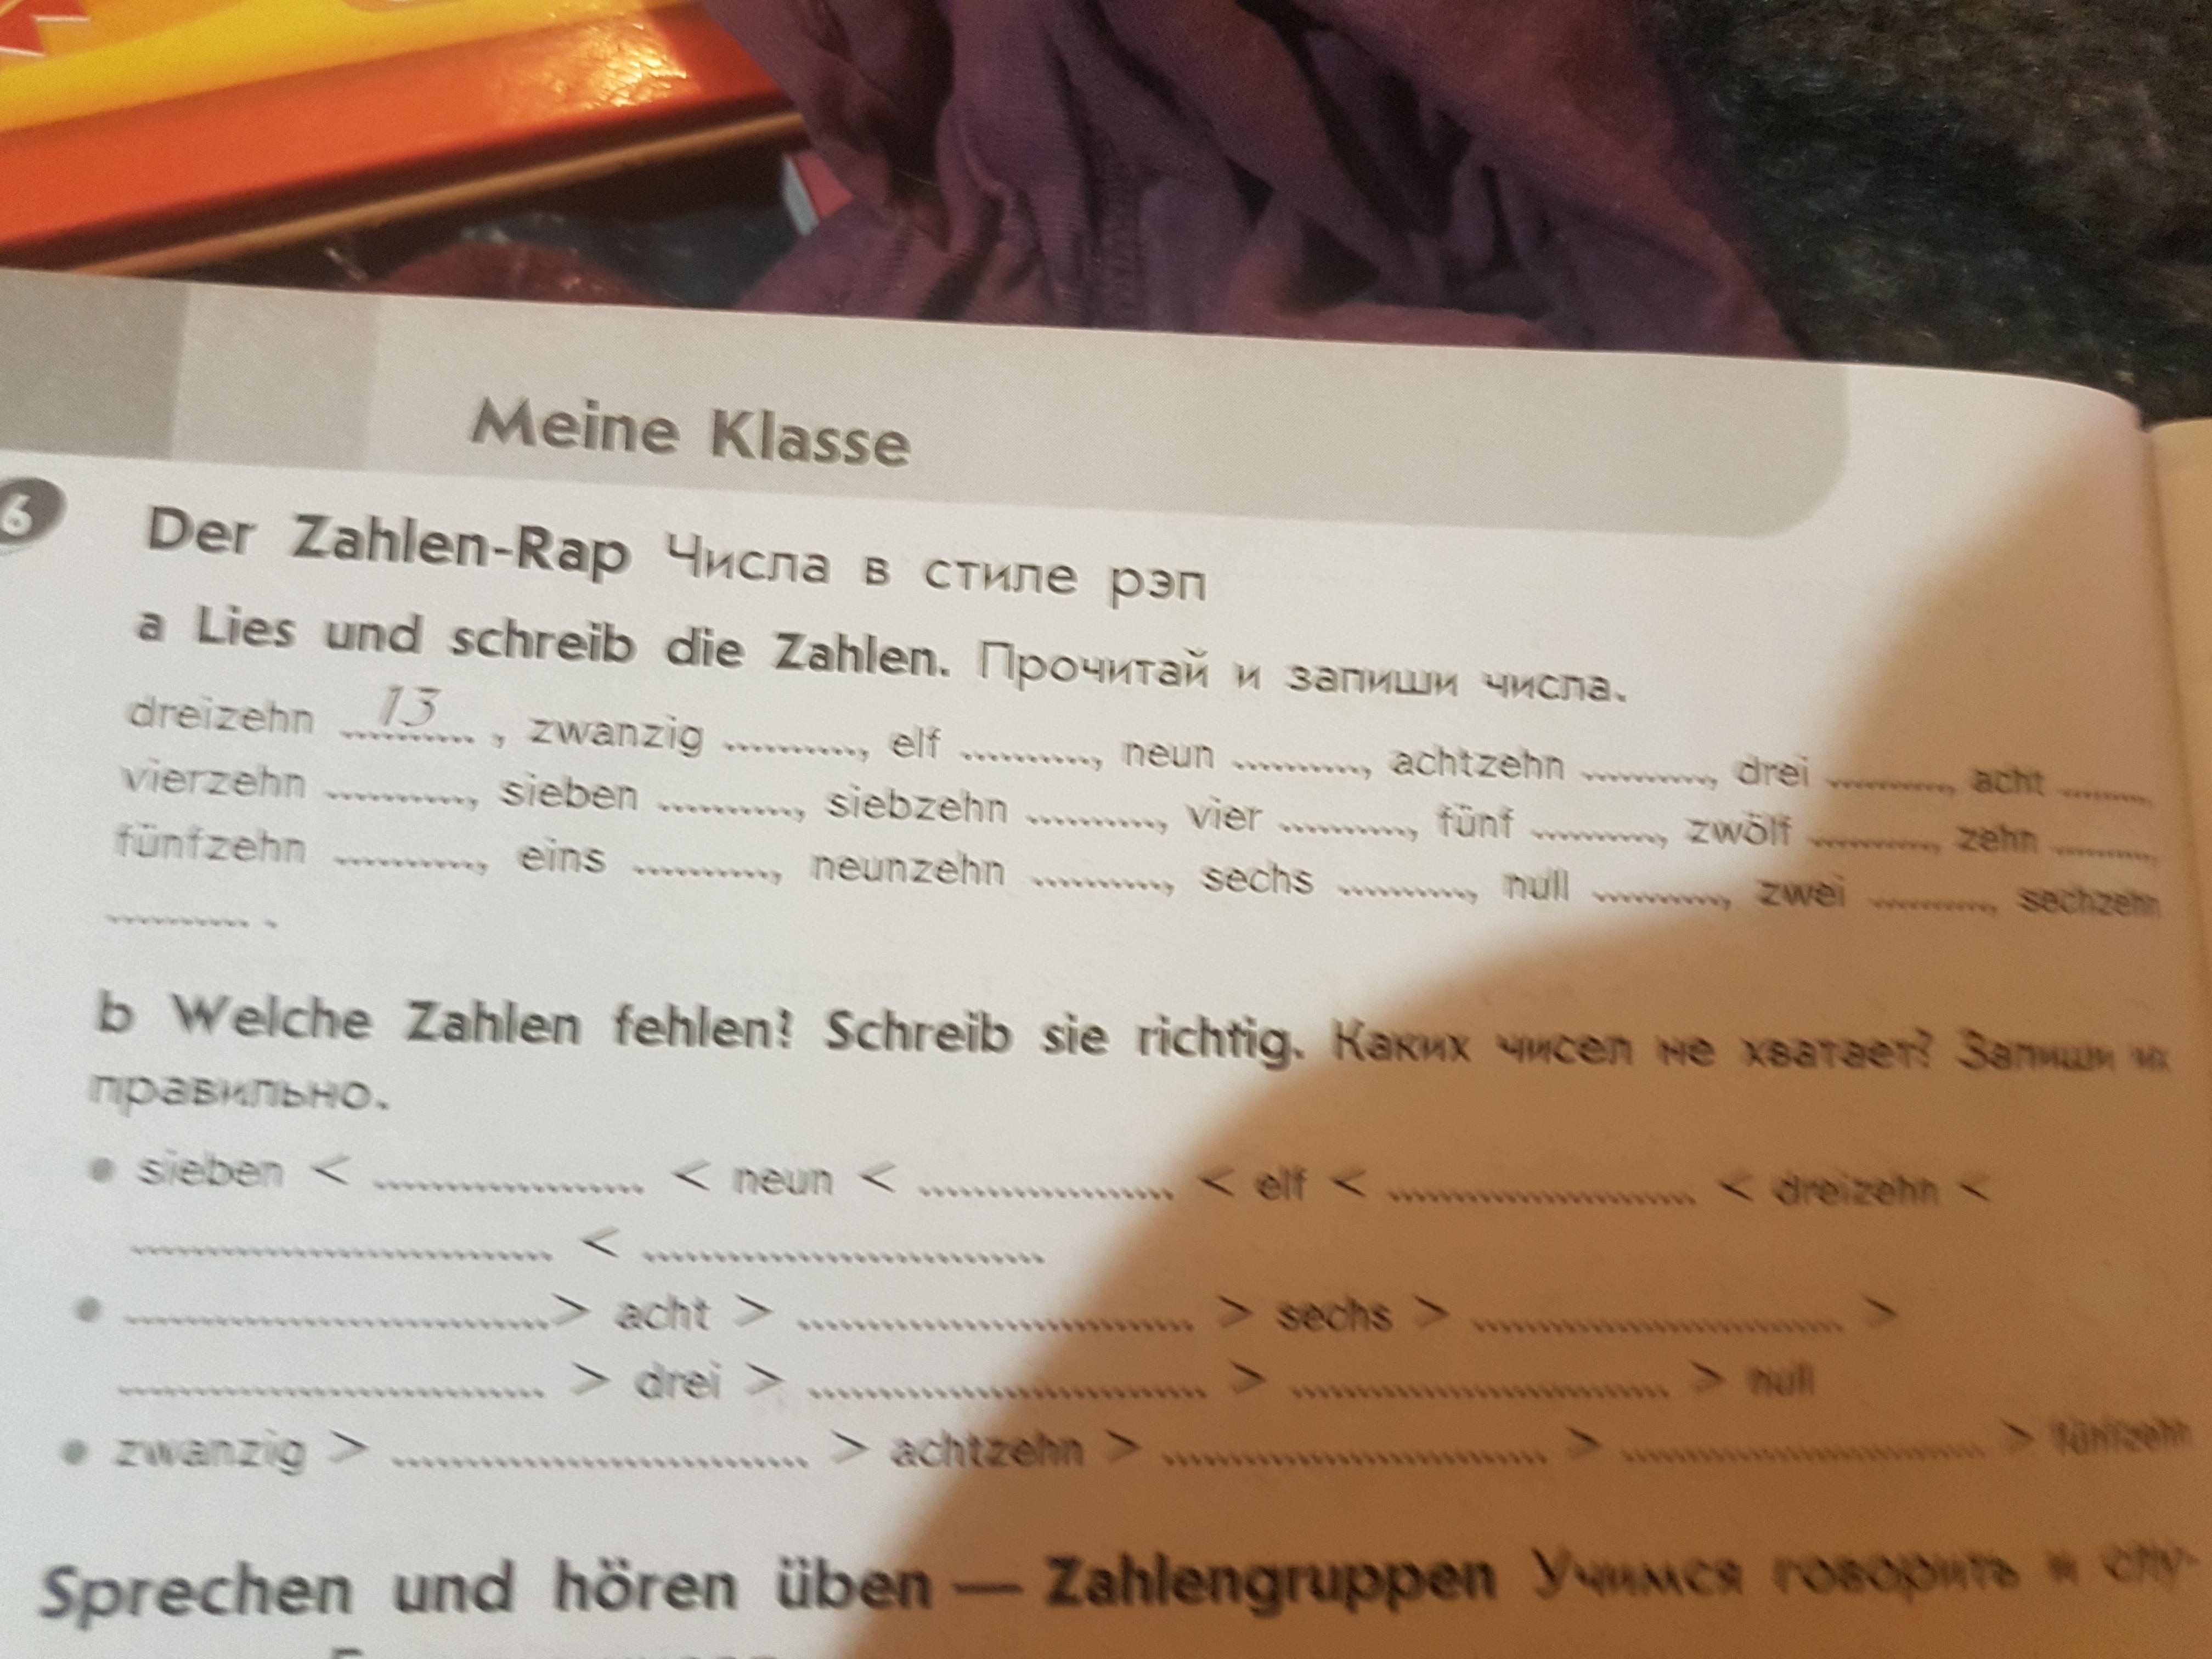 Meine Klasse
6
Der Zahlen-Rap Числа в стиле рэп
a Lies und schreib die Zahlen. Прочитай и запиши числа.
dreizehn 13 , zwanzig .........., elf .........., neun .........., achtzehn .........., drei .........., acht ..........,
vierzehn .........., sieben .........., siebzehn .........., vier .........., fünf .........., zwölf .........., zehn ..........,
fünfzehn .........., eins .........., neunzehn .........., sechs .........., null .........., zwei .........., sechzehn
.......... .
b Welche Zahlen fehlen? Schreib sie richtig. Каких чисел не хватает? Запиши их
правильно.
• sieben < .................... < neun < .................... < elf < .................... < dreizehn <
.................... < ....................
• ....................> acht > .................... > sechs > .................... >
.................... > drei > .................... > .................... > null
• zwanzig > .................... > achtzehn > .................... > .................... > fünfzehn
Sprechen und hören üben — Zahlengruppen Учимся говорить и слу-